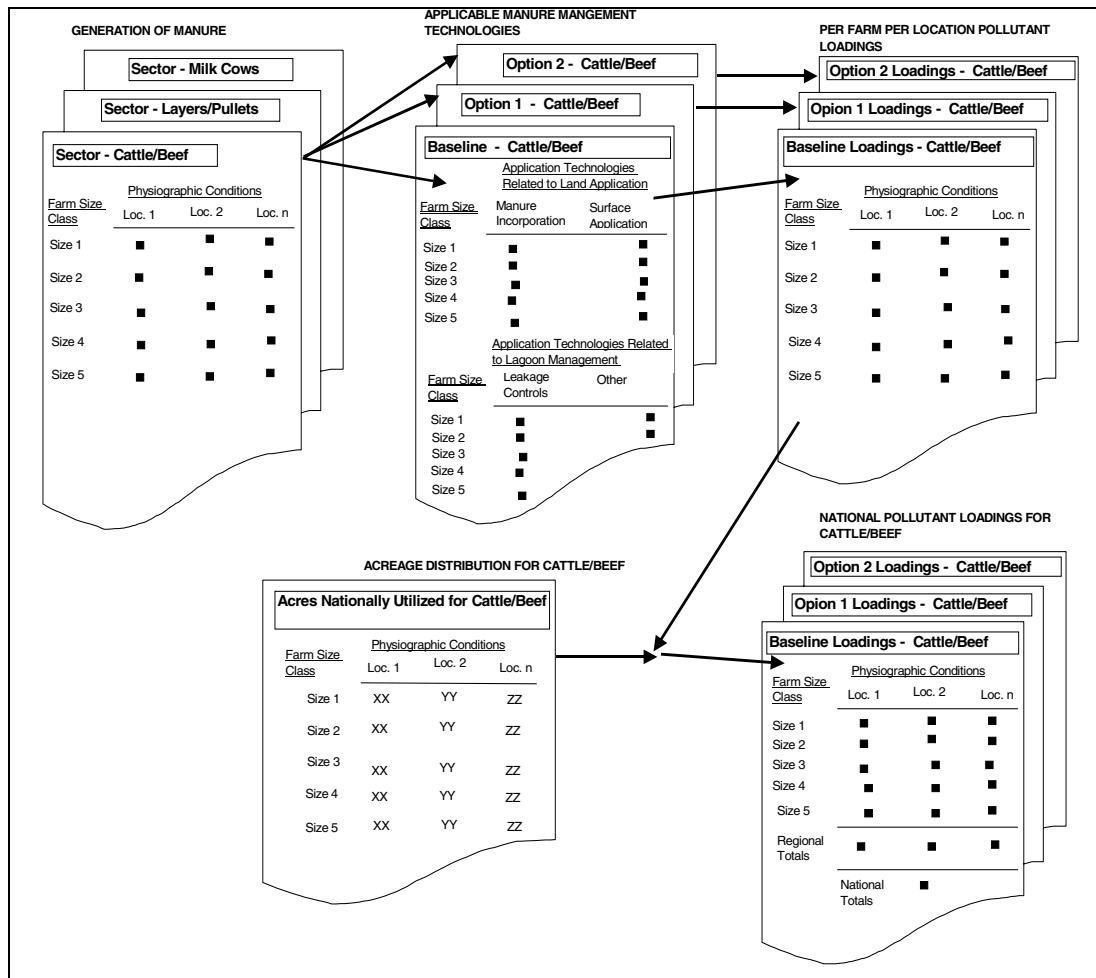 GENERATION OF MANURE
Sector - Milk Cows
Sector - Layers/Pullets
Sector - Cattle/Beef
Physiographic Conditions
Farm Size Class
Loc. 1 Loc. 2 Loc. n
Size 1
Size 2
Size 3
Size 4
Size 5
APPLICABLE MANURE MANGEMENT
TECHNOLOGIES
Option 2 - Cattle/Beef
Option 1 - Cattle/Beef
Baseline - Cattle/Beef
Application Technologies
Related to Land Application
Farm Size
Class
Manure
Incorporation
Surface
Application
Size 1
Size 2
Size 3
Size 4
Size 5
Application Technologies Related
to Lagoon Management
Farm Size
Class
Leakage
Controls
Other
Size 1
Size 2
Size 3
Size 4
Size 5
PER FARM PER LOCATION POLLUTANT
LOADINGS
Option 2 Loadings - Cattle/Beef
Opion 1 Loadings - Cattle/Beef
Baseline Loadings - Cattle/Beef
Physiographic Conditions
Farm Size
Class
Loc. 1 Loc. 2 Loc. n
Size 1
Size 2
Size 3
Size 4
Size 5
ACREAGE DISTRIBUTION FOR CATTLE/BEEF
Acres Nationally Utilized for Cattle/Beef
Physiographic Conditions
Farm Size
Class
Loc. 1 Loc. 2 Loc. n
Size 1 XX YY ZZ
Size 2 XX YY ZZ
Size 3 XX YY ZZ
Size 4 XX YY ZZ
Size 5 XX YY ZZ
NATIONAL POLLUTANT LOADINGS FOR
CATTLE/BEEF
Option 2 Loadings - Cattle/Beef
Opion 1 Loadings - Cattle/Beef
Baseline Loadings - Cattle/Beef
Farm Size
Class
Physiographic Conditions
Loc. 1 Loc. 2 Loc. n
Size 1
Size 2
Size 3
Size 4
Size 5
Regional
Totals
National
Totals